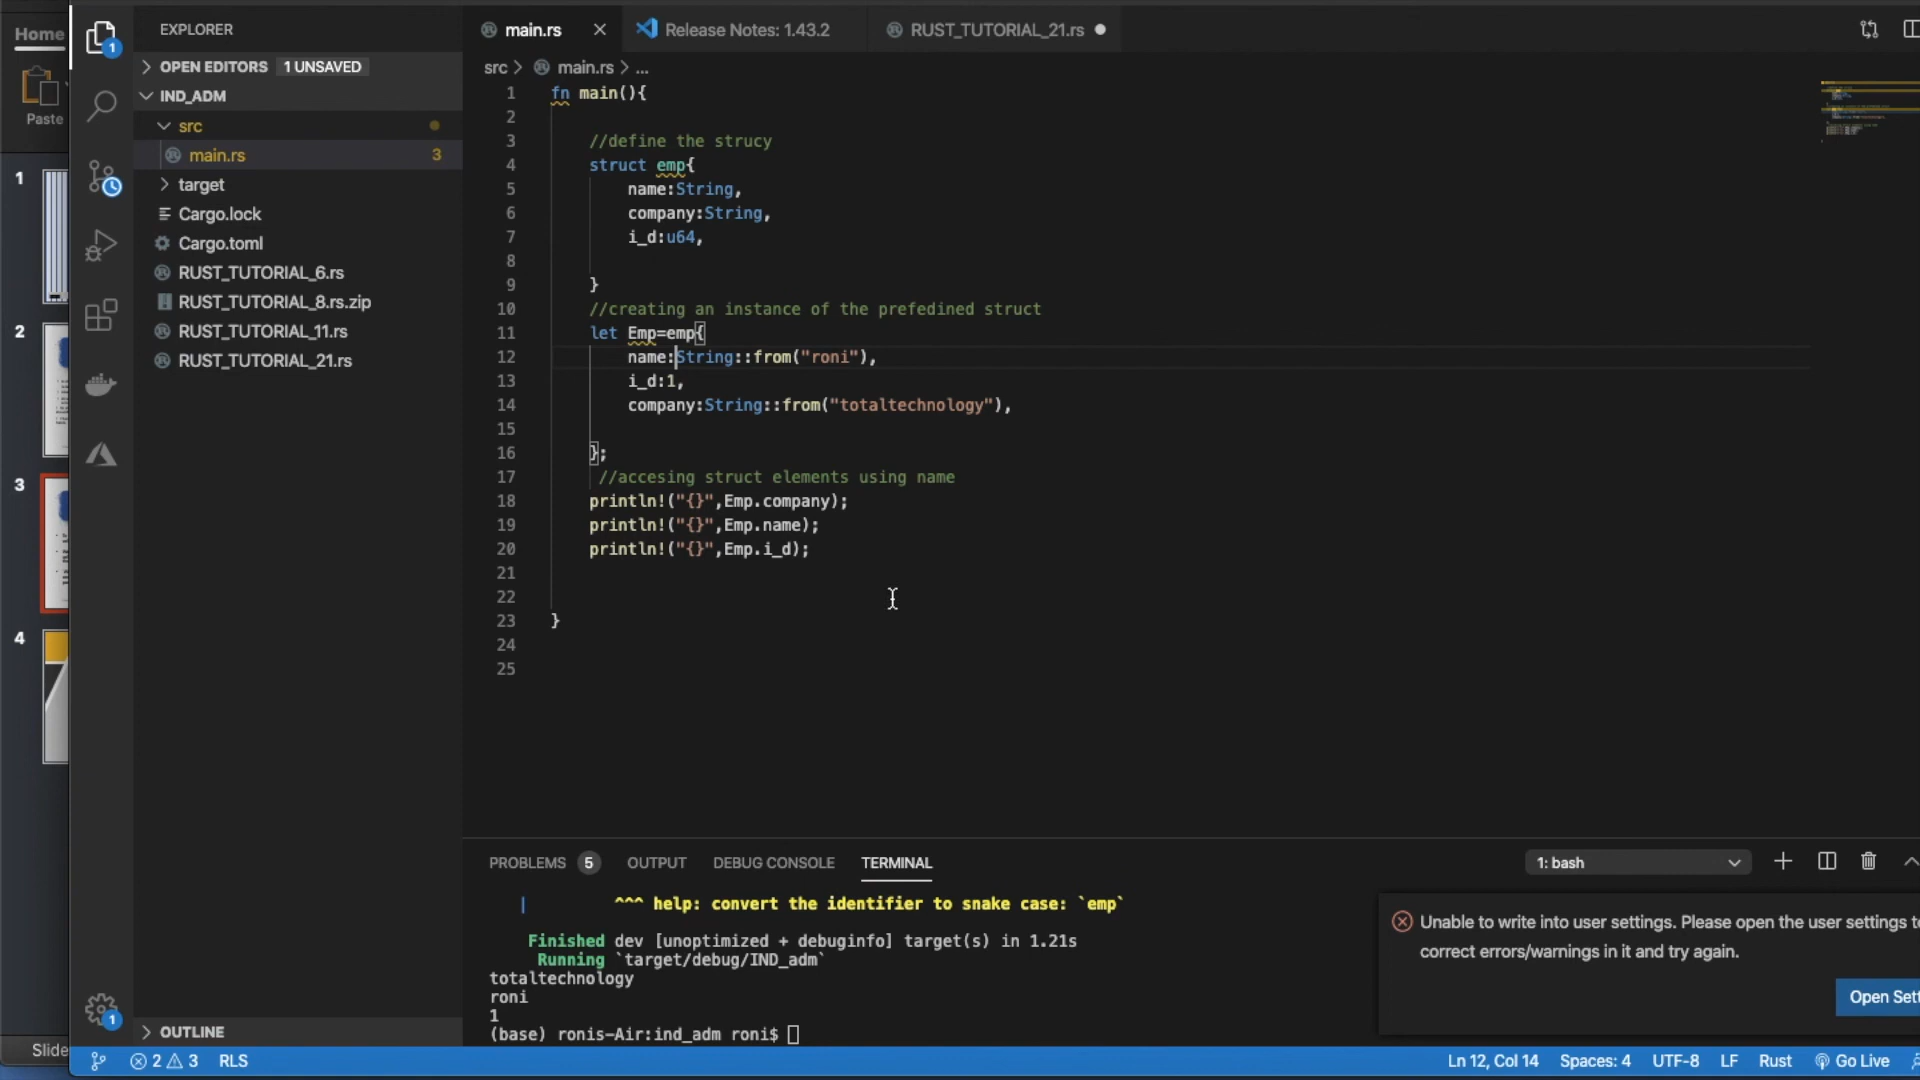 Home
Paste
1
2
3
4
Slide
1
1
EXPLORER
OPEN EDITORS 1 UNSAVED
IND_ADM
src
main.rs 3
target
Cargo.lock
Cargo.toml
RUST_TUTORIAL_6.rs
RUST_TUTORIAL_8.rs.zip
RUST_TUTORIAL_11.rs
RUST_TUTORIAL_21.rs
OUTLINE
main.rs Release Notes: 1.43.2 RUST_TUTORIAL_21.rs
src > main.rs > ...
1 fn main(){
2
3 //define the strucy
4 struct emp{
5 name:String,
6 company:String,
7 i_d:u64,
8
9 }
10 //creating an instance of the prefedined struct
11 let Emp=emp{
12 name:String::from("roni"),
13 i_d:1,
14 company:String::from("totaltechnology"),
15
16 };
17 //accesing struct elements using name
18 println!("{}",Emp.company);
19 println!("{}",Emp.name);
20 println!("{}",Emp.i_d);
21
22
23 }
24
25
PROBLEMS 5 OUTPUT DEBUG CONSOLE TERMINAL 1: bash
| ^^^ help: convert the identifier to snake case: `emp`
Finished dev [unoptimized + debuginfo] target(s) in 1.21s
Running `target/debug/IND_adm`
totaltechnology
roni
1
(base) ronis-Air:ind_adm roni$
Unable to write into user settings. Please open the user settings to
correct errors/warnings in it and try again.
Open Sett
2 3 RLS Ln 12, Col 14 Spaces: 4 UTF-8 LF Rust Go Live